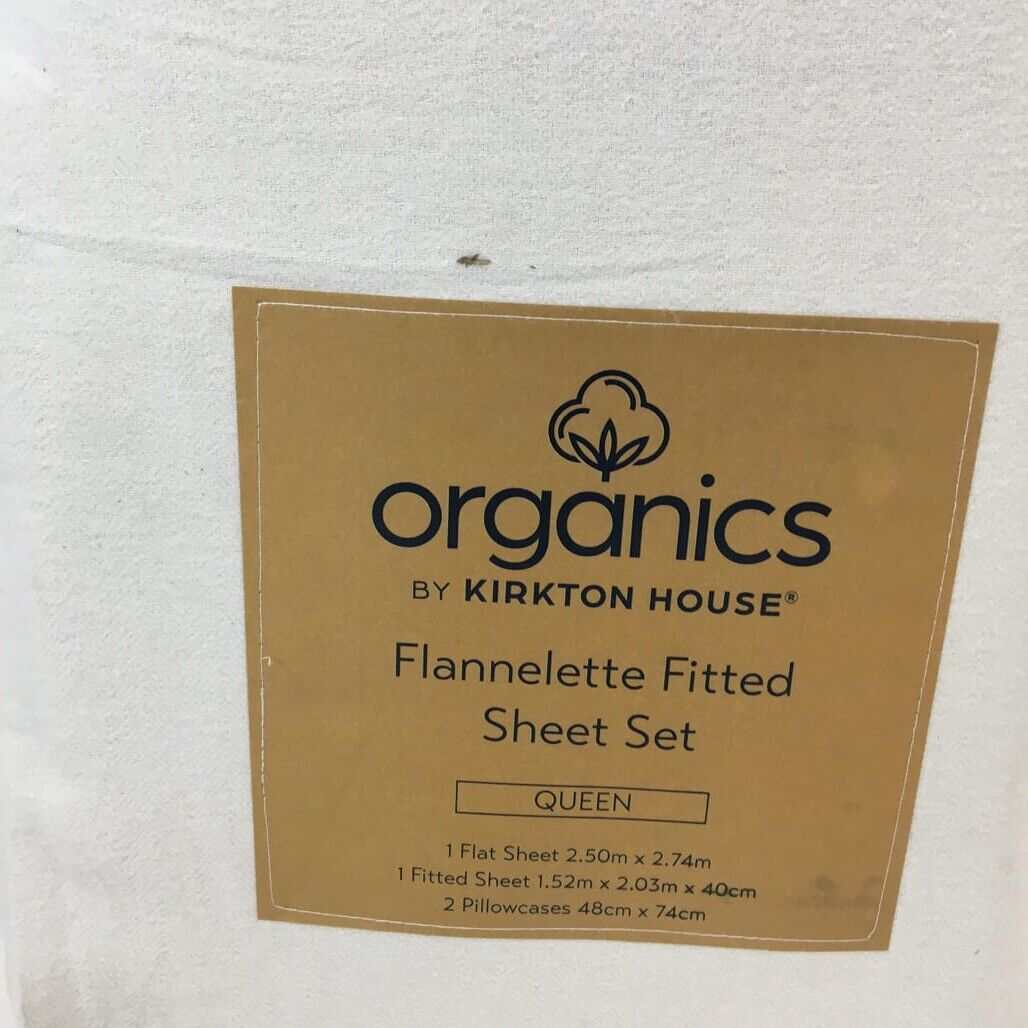 organics
BY KIRKTON HOUSE®
Flannelette Fitted
Sheet Set
QUEEN
1 Flat Sheet 2.50m x 2.74m
1 Fitted Sheet 1.52m x 2.03m x 40cm
2 Pillowcases 48cm x 74cm